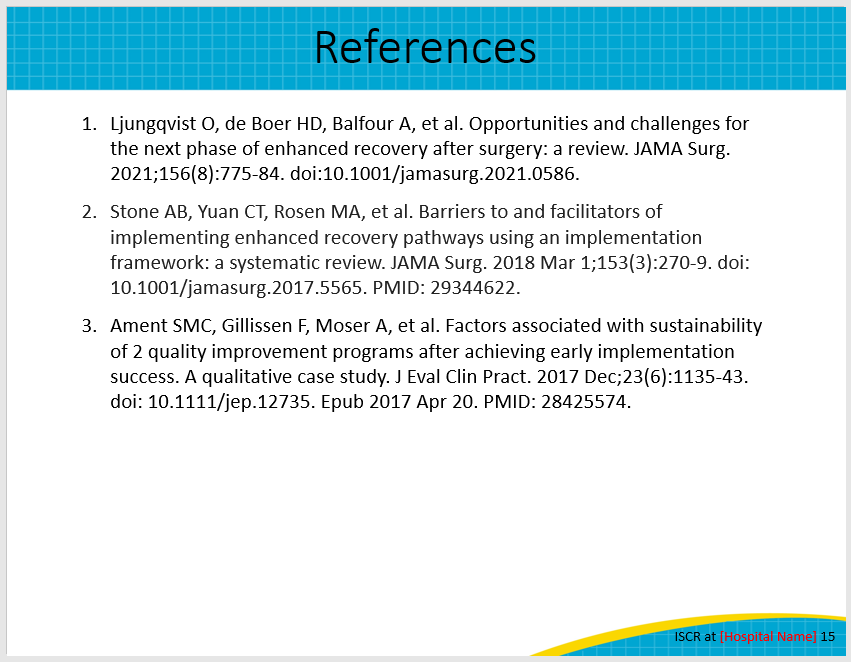 References
1. Ljungqvist O, de Boer HD, Balfour A, et al. Opportunities and challenges for
the next phase of enhanced recovery after surgery: a review. JAMA Surg.
2021;156(8):775-84. doi:10.1001/jamasurg.2021.0586.
2. Stone AB, Yuan CT, Rosen MA, et al. Barriers to and facilitators of
implementing enhanced recovery pathways using an implementation
framework: a systematic review. JAMA Surg. 2018 Mar 1;153(3):270-9. doi:
10.1001/jamasurg.2017.5565. PMID: 29344622.
3. Ament SMC, Gillissen F, Moser A, et al. Factors associated with sustainability
of 2 quality improvement programs after achieving early implementation
success. A qualitative case study. J Eval Clin Pract. 2017 Dec;23(6):1135-43.
doi: 10.1111/jep.12735. Epub 2017 Apr 20. PMID: 28425574.
ISCR at [Hospital Name] 15